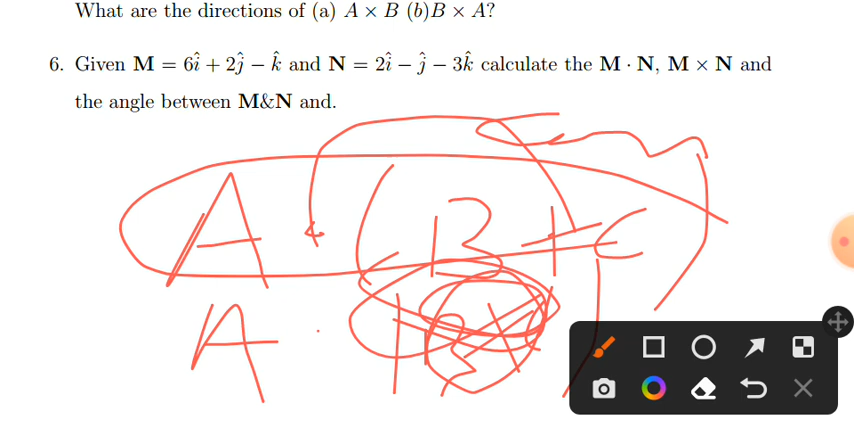 What are the directions of (a) A × B (b)B × A?
6. Given M = 6î + 2ĵ − k̂ and N = 2î − ĵ − 3k̂ calculate the M · N, M × N and
the angle between M&N and.
A · (B + C)
A ·